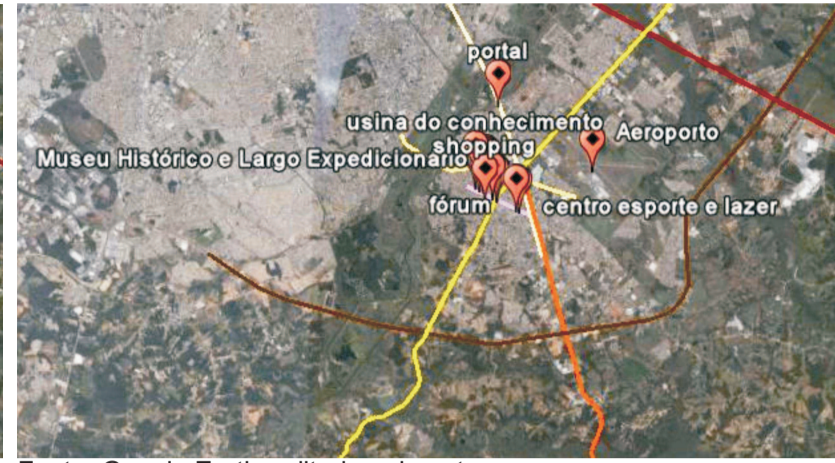 portal
usina do conhecimento
Aeroporto
shopping
Museu Histórico e Largo Expedicionário
fórum
centro esporte e lazer